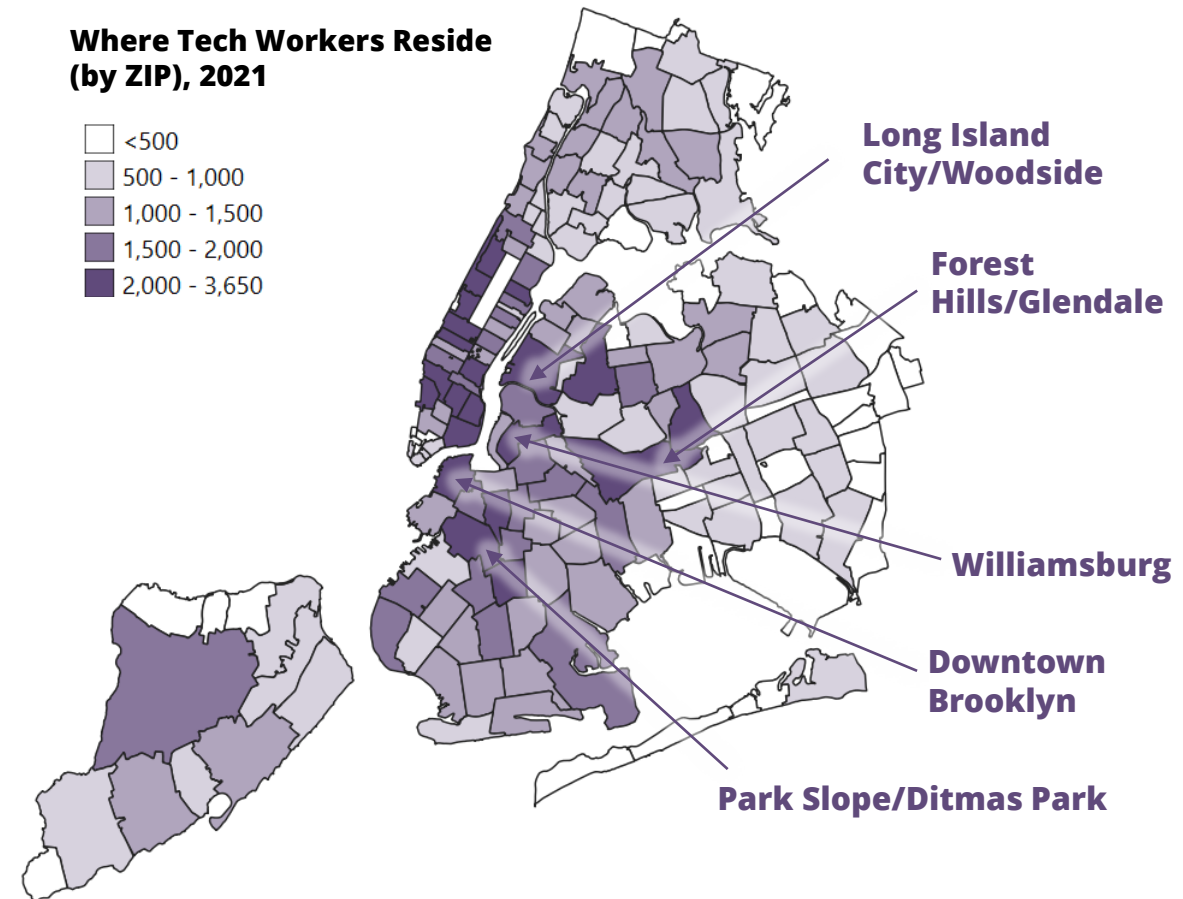 Where Tech Workers Reside
(by ZIP), 2021
<500
500 - 1,000
1,000 - 1,500
1,500 - 2,000
2,000 - 3,650
Long Island
City/Woodside
Forest
Hills/Glendale
Williamsburg
Downtown
Brooklyn
Park Slope/Ditmas Park